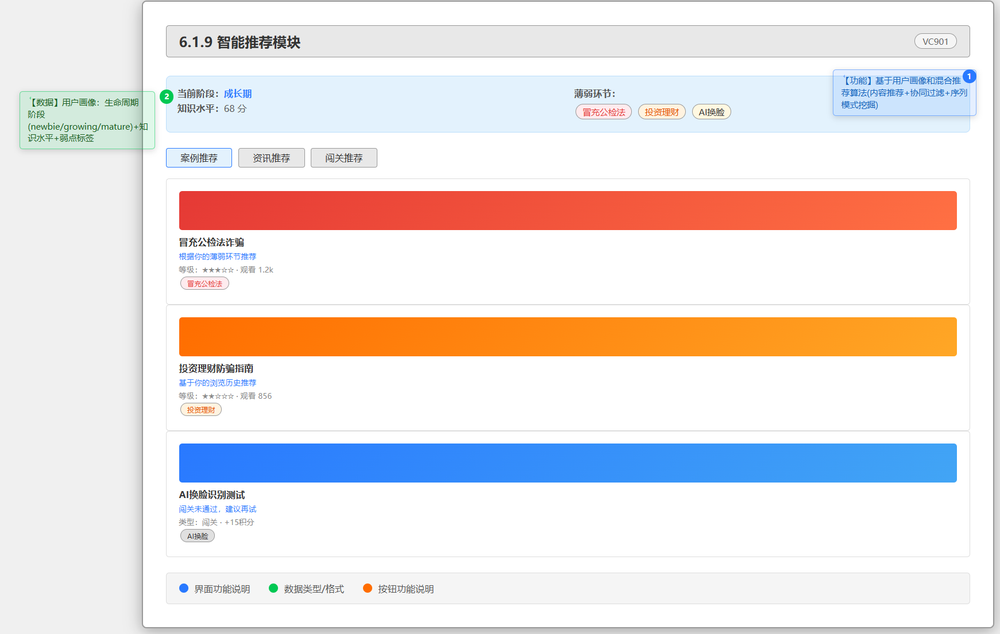 6.1.9 智能推荐模块
VC901
【数据】用户画像：生命周期
阶段
(newbie/growing/mature)+知
识水平+弱点标签
2
当前阶段：成长期
知识水平：68 分
薄弱环节：
冒充公检法
投资理财
AI换脸
【功能】基于用户画像和混合推
荐算法(内容推荐+协同过滤+序列
模式挖掘)
1
案例推荐
资讯推荐
闯关推荐
冒充公检法诈骗
根据你的薄弱环节推荐
等级：★★★☆☆ · 观看 1.2k
冒充公检法
投资理财防骗指南
基于你的浏览历史推荐
等级：★★☆☆☆ · 观看 856
投资理财
AI换脸识别测试
闯关未通过，建议再试
类型：闯关 · +15积分
AI换脸
界面功能说明
数据类型/格式
按钮功能说明